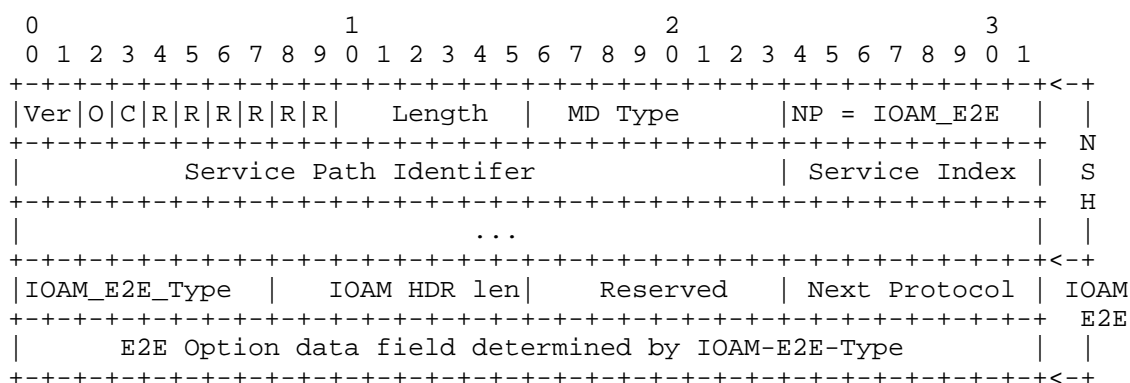 0                   1                   2                   3
 0 1 2 3 4 5 6 7 8 9 0 1 2 3 4 5 6 7 8 9 0 1 2 3 4 5 6 7 8 9 0 1
+-+-+-+-+-+-+-+-+-+-+-+-+-+-+-+-+-+-+-+-+-+-+-+-+-+-+-+-+-+-+-+-+<-+
|Ver|O|C|R|R|R|R|R|R|   Length  |  MD Type      |NP = IOAM_E2E  |  |
+-+-+-+-+-+-+-+-+-+-+-+-+-+-+-+-+-+-+-+-+-+-+-+-+-+-+-+-+-+-+-+-+  N
|          Service Path Identifer               | Service Index |  S
+-+-+-+-+-+-+-+-+-+-+-+-+-+-+-+-+-+-+-+-+-+-+-+-+-+-+-+-+-+-+-+-+  H
|                            ...                                |  |
+-+-+-+-+-+-+-+-+-+-+-+-+-+-+-+-+-+-+-+-+-+-+-+-+-+-+-+-+-+-+-+-+<-+
|IOAM_E2E_Type  |   IOAM HDR len|    Reserved   | Next Protocol | IOAM
+-+-+-+-+-+-+-+-+-+-+-+-+-+-+-+-+-+-+-+-+-+-+-+-+-+-+-+-+-+-+-+-+  E2E
|      E2E Option data field determined by IOAM-E2E-Type        |  |
+-+-+-+-+-+-+-+-+-+-+-+-+-+-+-+-+-+-+-+-+-+-+-+-+-+-+-+-+-+-+-+-+<-+